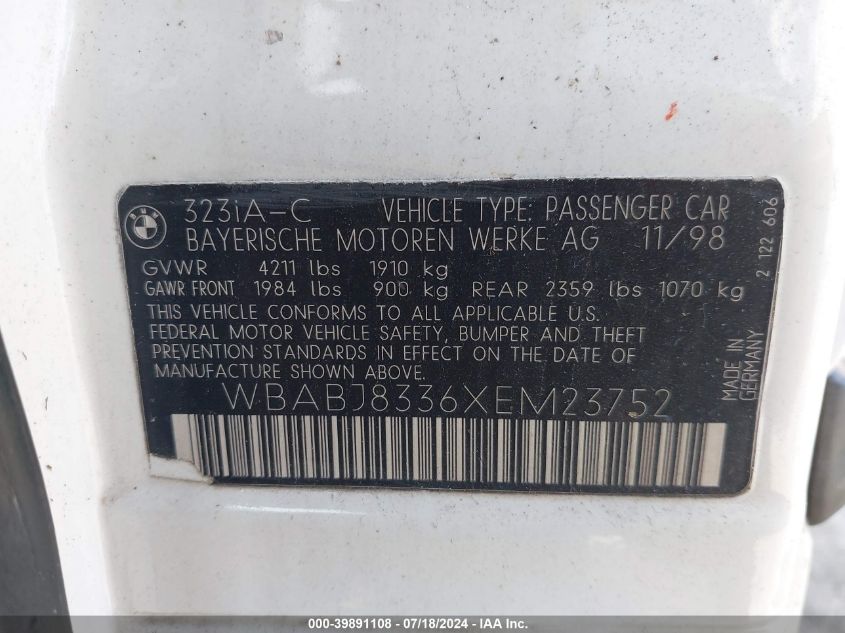 BMW
323iA-C VEHICLE TYPE: PASSENGER CAR
BAYERISCHE MOTOREN WERKE AG 11/98
GVWR 4211 lbs 1910 kg
GAWR FRONT 1984 lbs 900 kg REAR 2359 lbs 1070 kg
THIS VEHICLE CONFORMS TO ALL APPLICABLE U.S.
FEDERAL MOTOR VEHICLE SAFETY, BUMPER AND THEFT
PREVENTION STANDARDS IN EFFECT ON THE DATE OF
MANUFACTURE SHOWN ABOVE.
WBABJ8336XEM23752
2 122 606
MADE IN
GERMANY
000-39891108 - 07/18/2024 - IAA Inc.